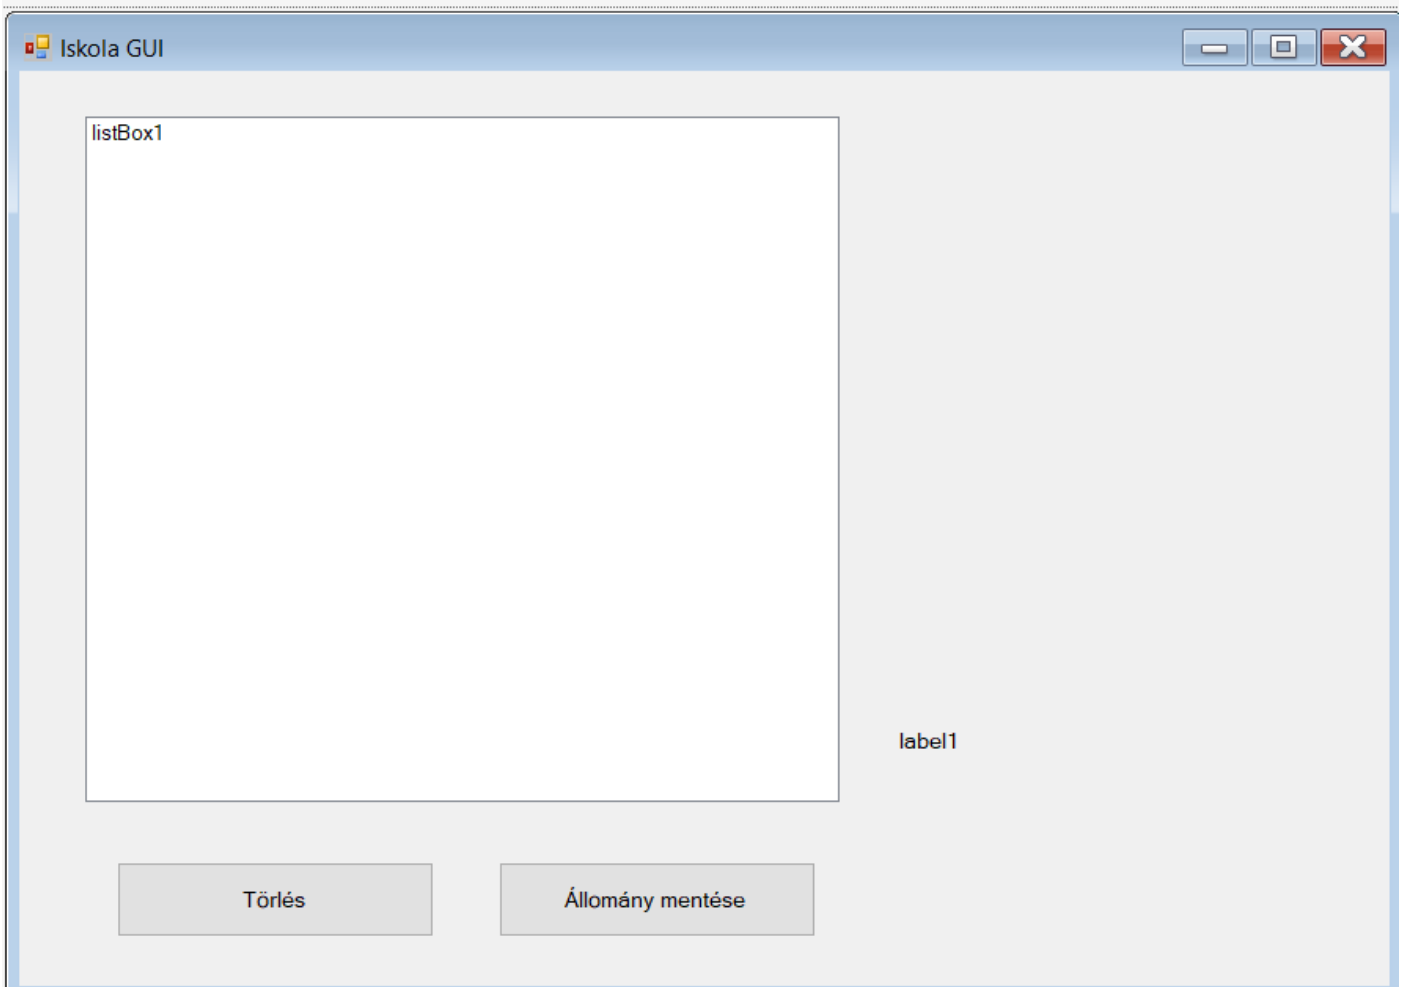 Iskola GUI
listBox1
label1
Törlés
Állomány mentése